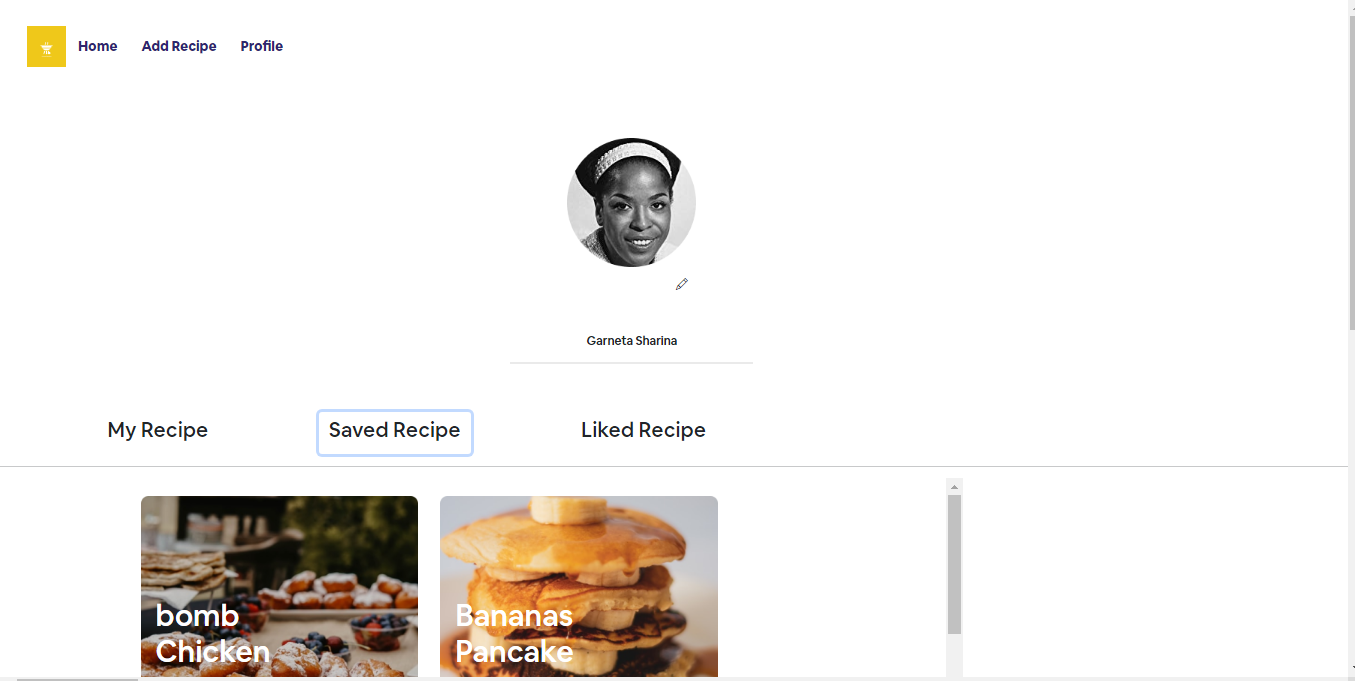 Home Add Recipe Profile
Garneta Sharina
My Recipe Saved Recipe Liked Recipe
bomb
Chicken
Bananas
Pancake